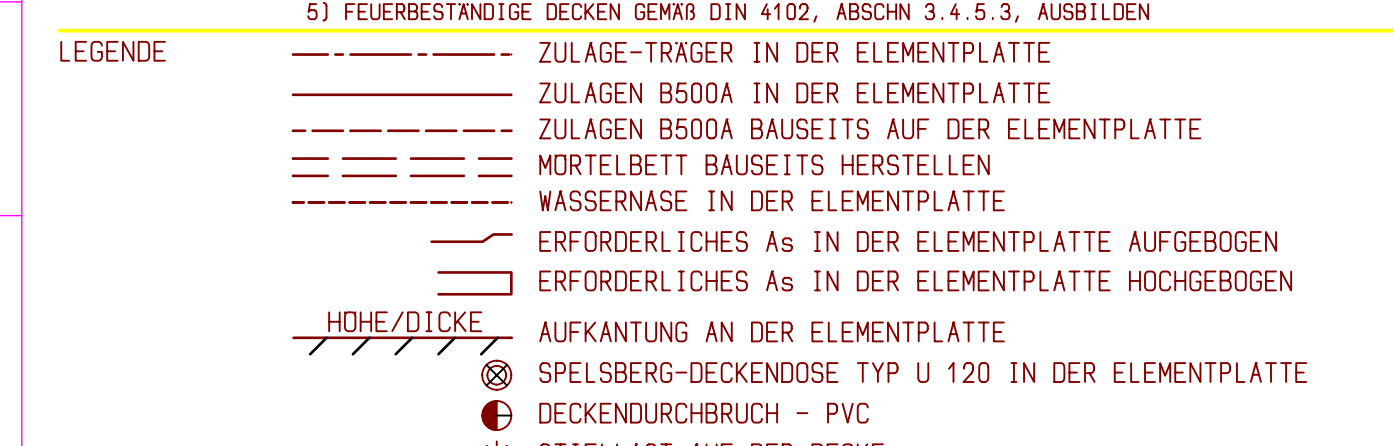 5) FEUERBESTÄNDIGE DECKEN GEMÄß DIN 4102, ABSCHN 3.4.5.3, AUSBILDEN
LEGENDE
ZULAGE-TRÄGER IN DER ELEMENTPLATTE
ZULAGEN B500A IN DER ELEMENTPLATTE
ZULAGEN B500A BAUSEITS AUF DER ELEMENTPLATTE
MÖRTELBETT BAUSEITS HERSTELLEN
WASSERNASE IN DER ELEMENTPLATTE
ERFORDERLICHES As IN DER ELEMENTPLATTE AUFGEBOGEN
ERFORDERLICHES As IN DER ELEMENTPLATTE HOCHGEBOGEN
HÖHE/DICKE AUFKANTUNG AN DER ELEMENTPLATTE
SPELSBERG-DECKENDOSE TYP U 120 IN DER ELEMENTPLATTE
DECKENDURCHBRUCH - PVC